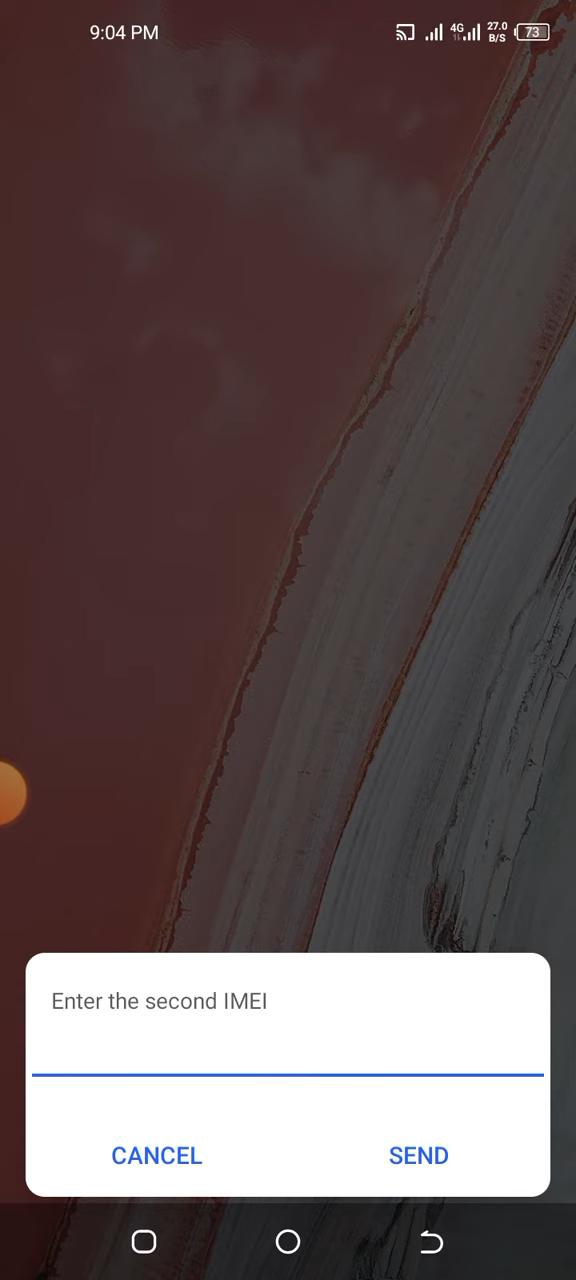 9:04 PM
4G
27.0
B/S
73
Enter the second IMEI
CANCEL
SEND